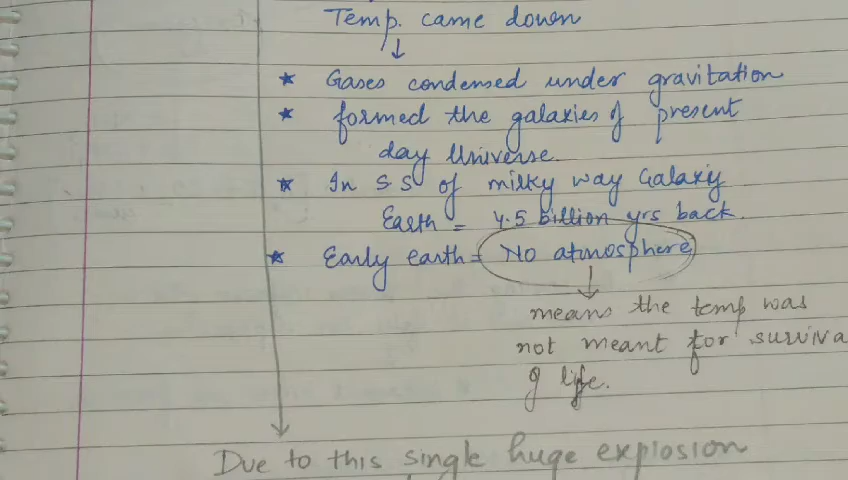 Temp. came down
↓
* Gases condensed under gravitation
* formed the galaxies of present
day Universe.
* In S S of milky way Galaxy
Earth = 4.5 billion yrs back.
* Early earth = No atmosphere
↓
means the temp was
not meant for surviva
of life.
Due to this single huge explosion